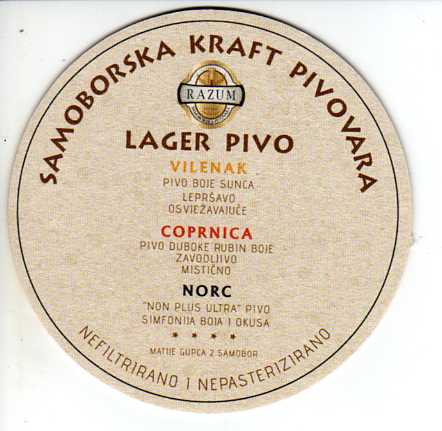 SAMOBORSKA KRAFT PIVOVARA
RAZUM
LAGER PIVO
VILENAK
PIVO BOJE SUNCA
LEPRŠAVO
OSVJEŽAVAJUĆE
COPRNICA
PIVO DUBOKE RUBIN BOJE
ZAVODLJIVO
MISTIČNO
NORC
"NON PLUS ULTRA" PIVO
SIMFONIJA BOJA I OKUSA
MATIJE GUPCA 2 SAMOBOR
NEFILTRIRANO I NEPASTERIZIRANO